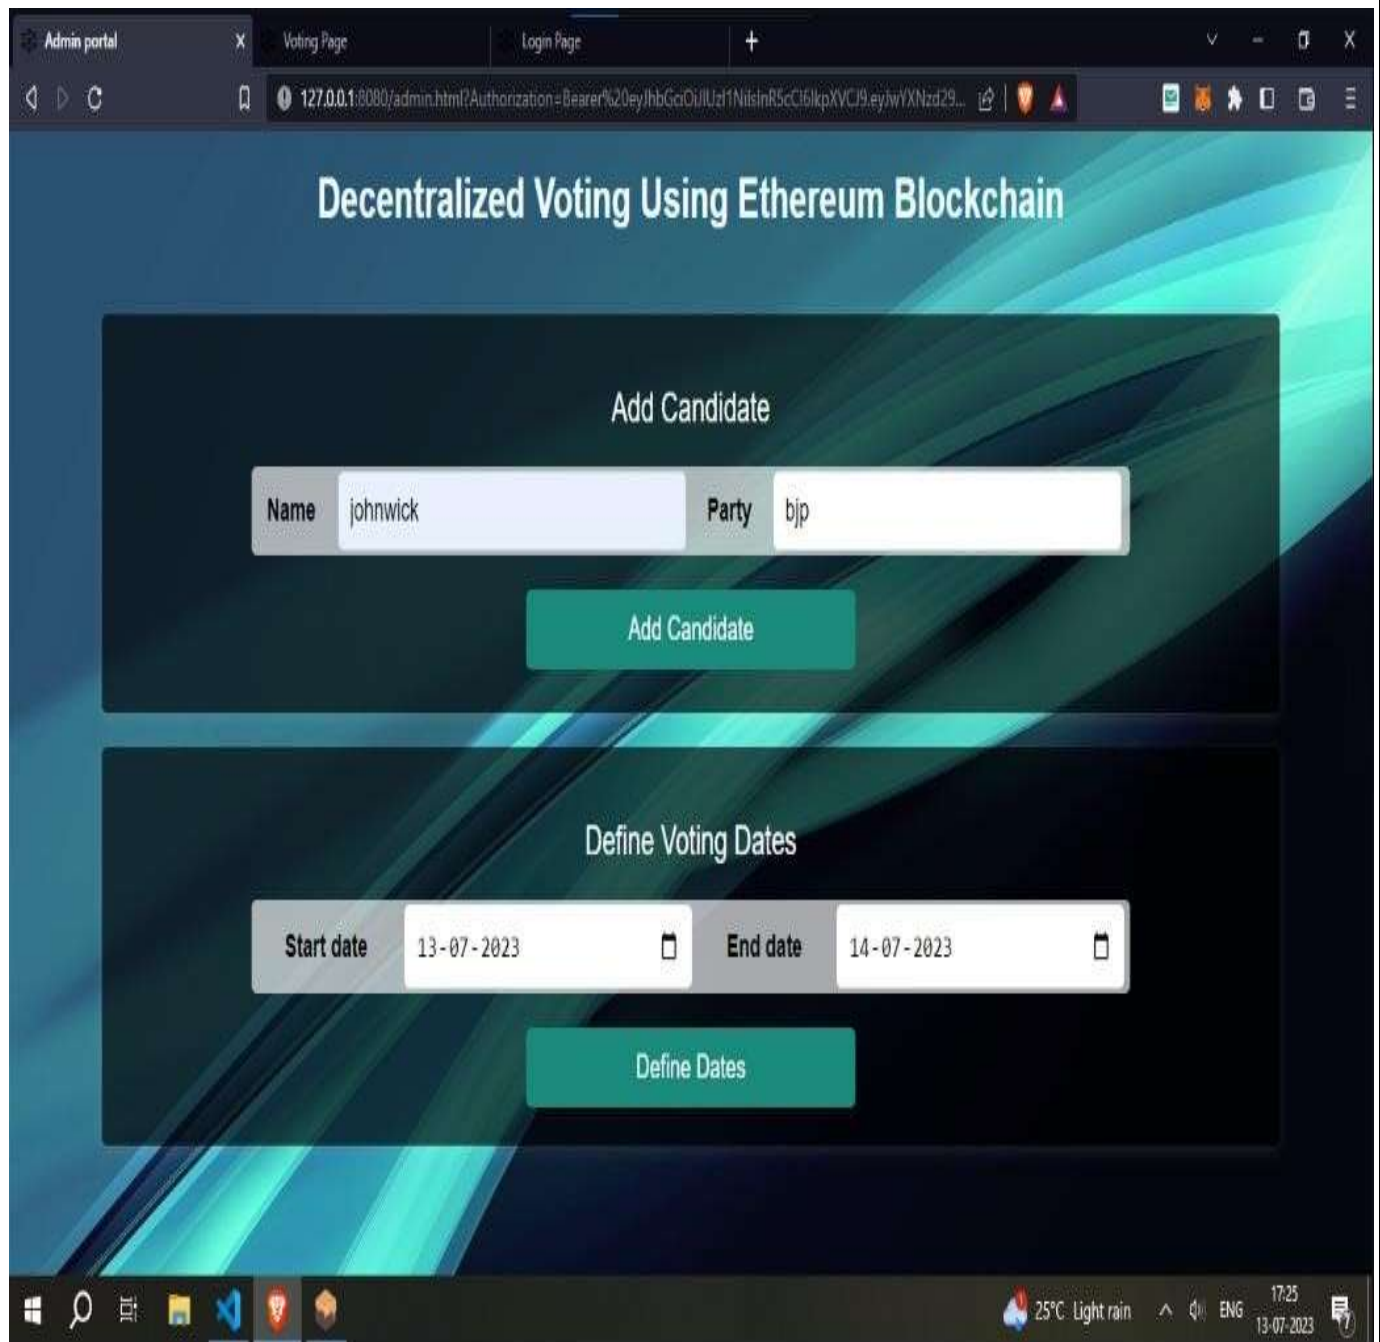 Admin portal
Voting Page
Login Page
127.0.0.1:8080/admin.html?Authorization=Bearer%20
Decentralized Voting Using Ethereum Blockchain
Add Candidate
Name johnwick Party bjp
Add Candidate
Define Voting Dates
Start date 13-07-2023 End date 14-07-2023
Define Dates
25°C Light rain
ENG
17:25
13-07-2023